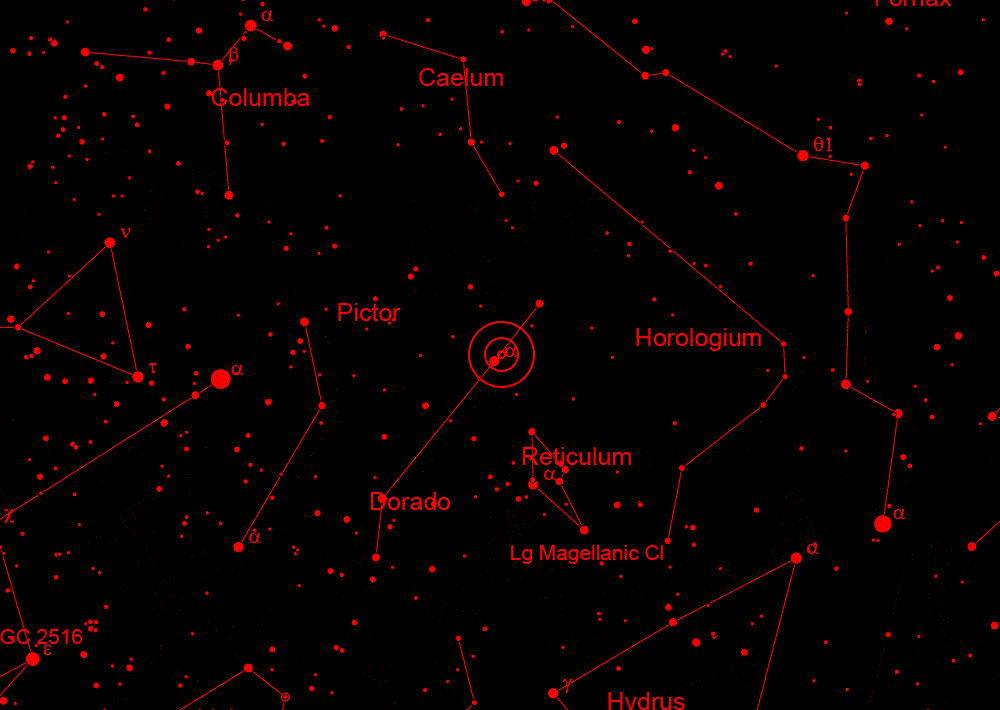 Fornax
α
β
Caelum
Columba
θ1
ν
Pictor
Horologium
α
τ
α
Reticulum
α
Dorado
χ
α
α
Lg Magellanic Cl
α
GC 2516
ε
γ
Hydrus